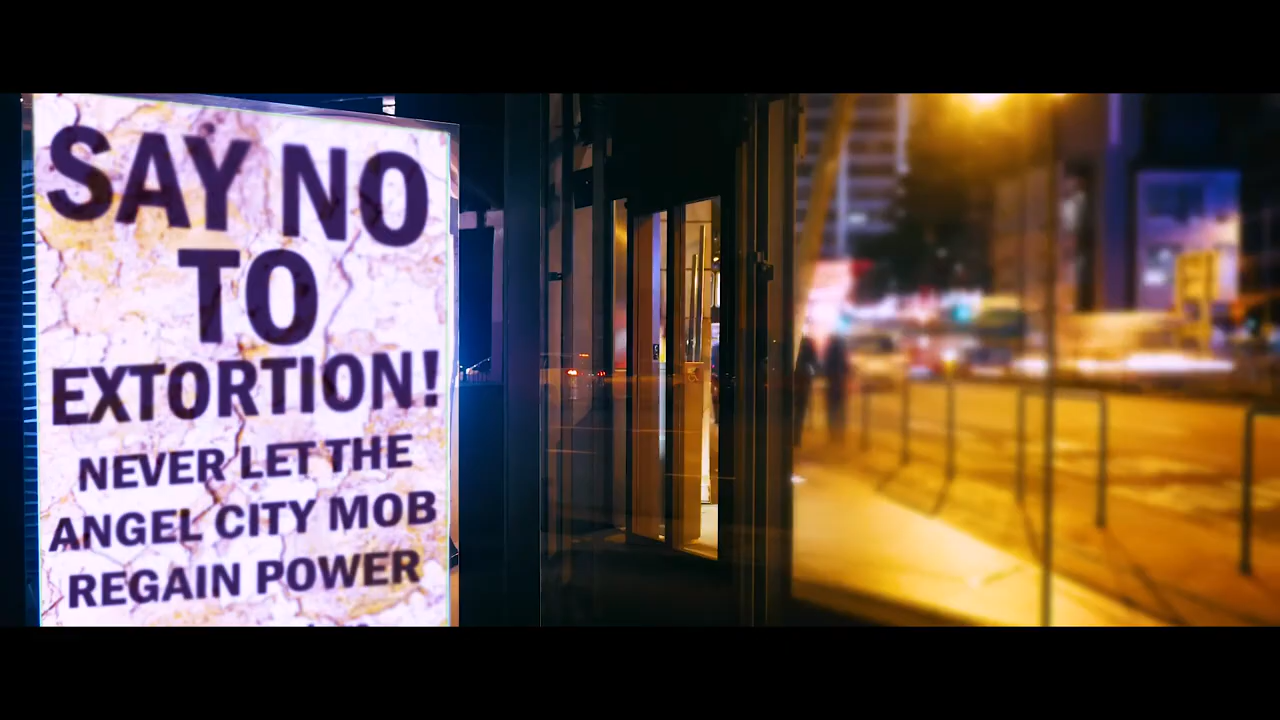 SAY NO
TO
EXTORTION!
NEVER LET THE
ANGEL CITY MOB
REGAIN POWER